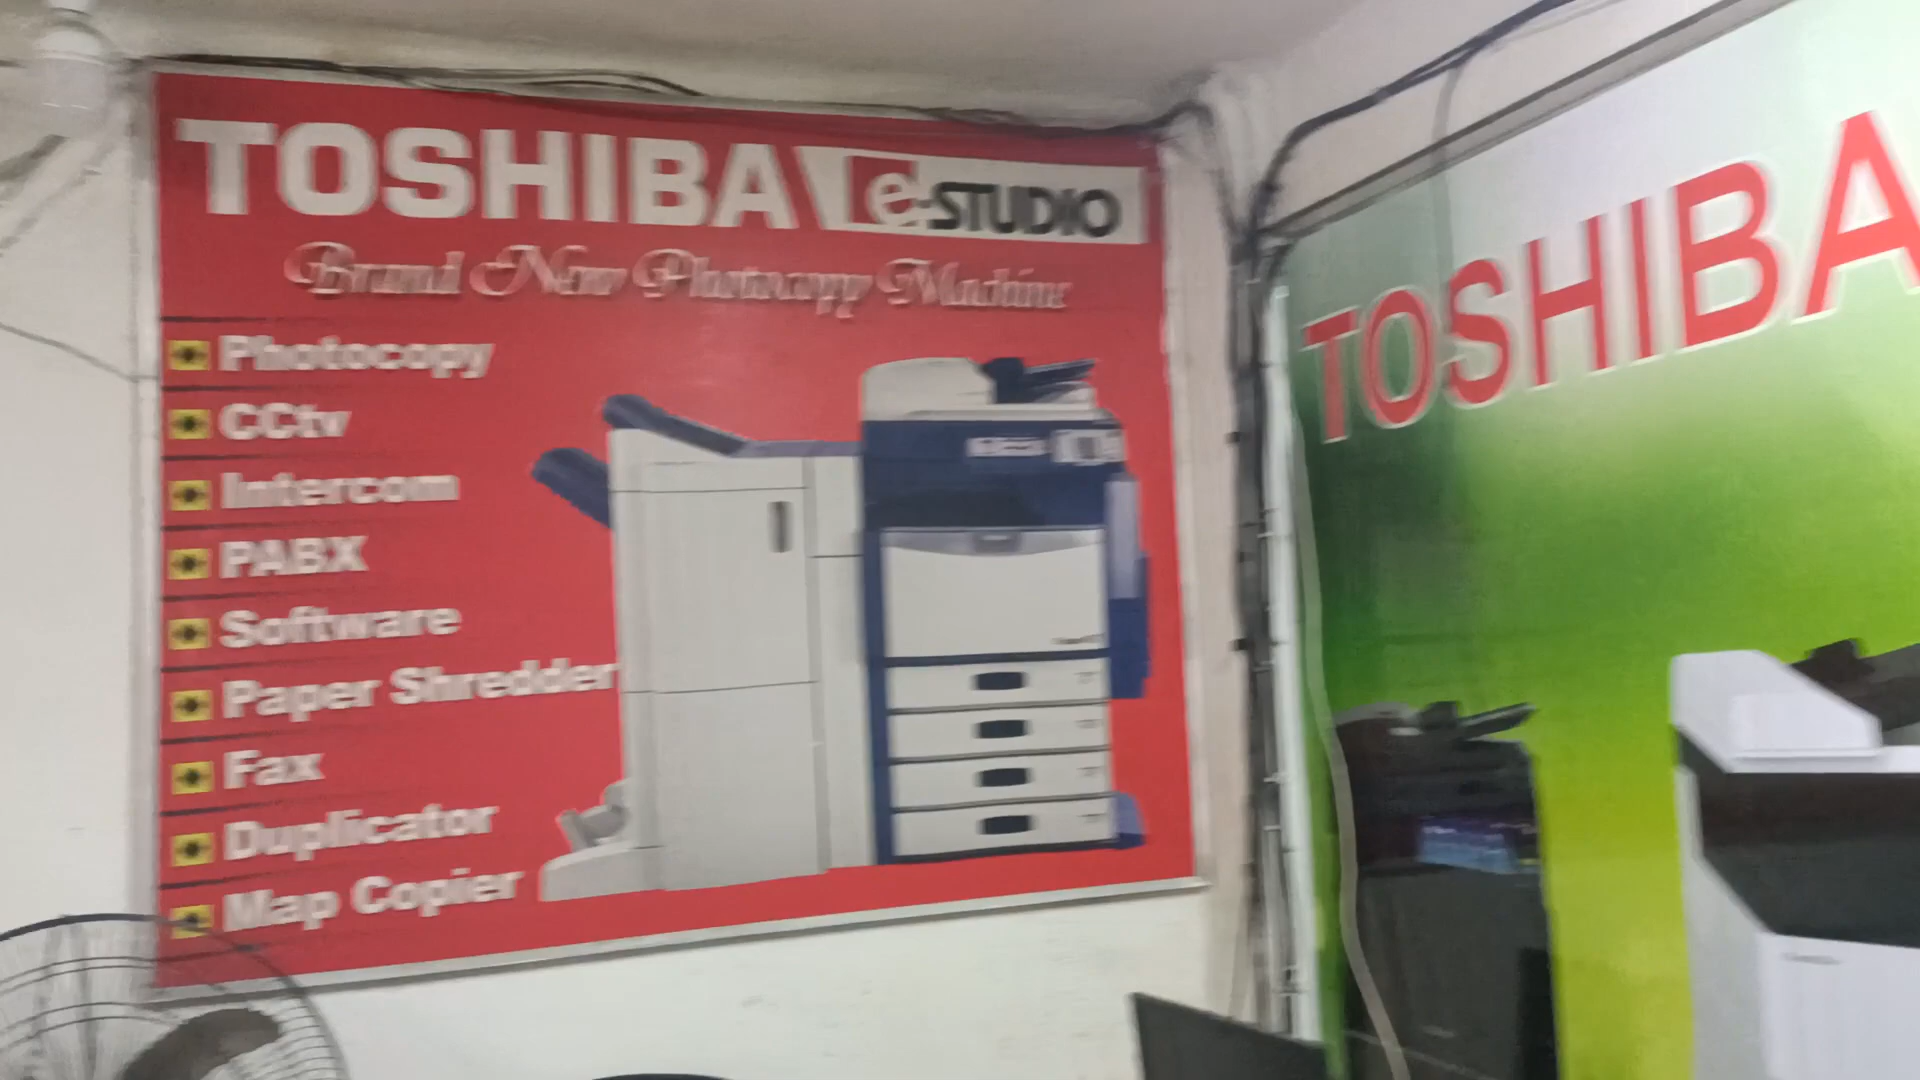 TOSHIBA e-STUDIO
Brand New Photocopy Machine
Photocopy
CCtv
Intercom
PABX
Software
Paper Shredder
Fax
Duplicator
Map Copier
TOSHIBA